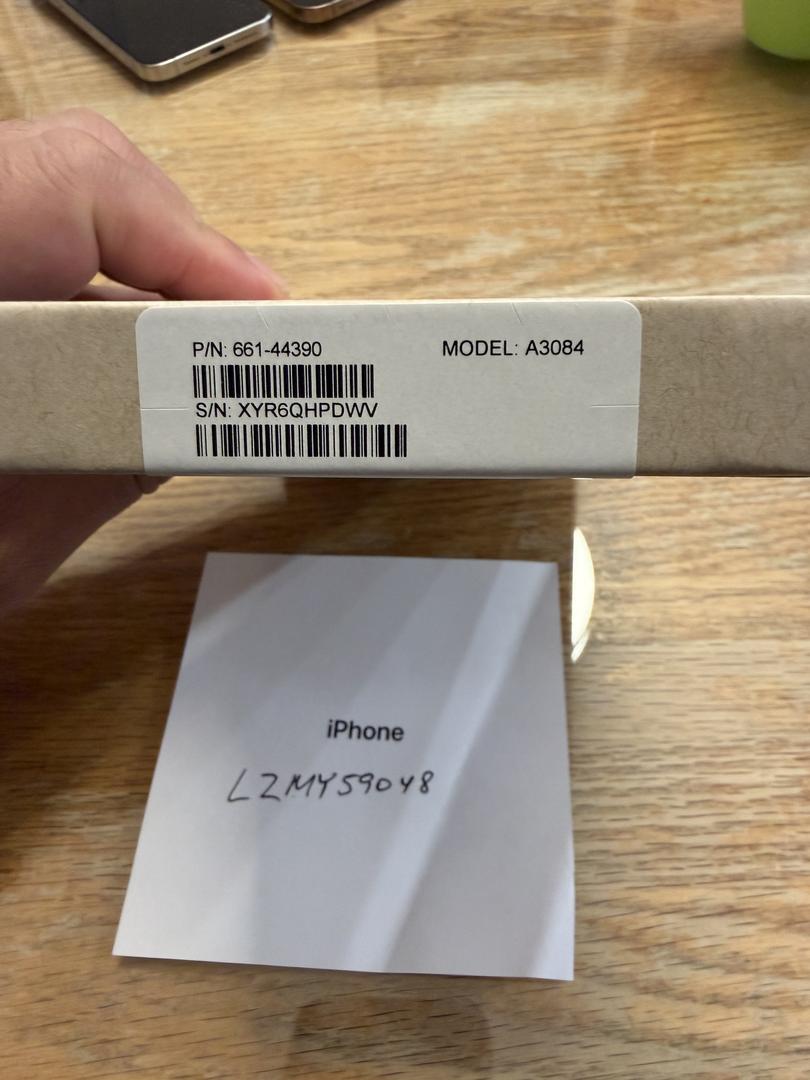 P/N: 661-44390
MODEL: A3084
S/N: XYR6QHPDWV
iPhone
LZMY59048